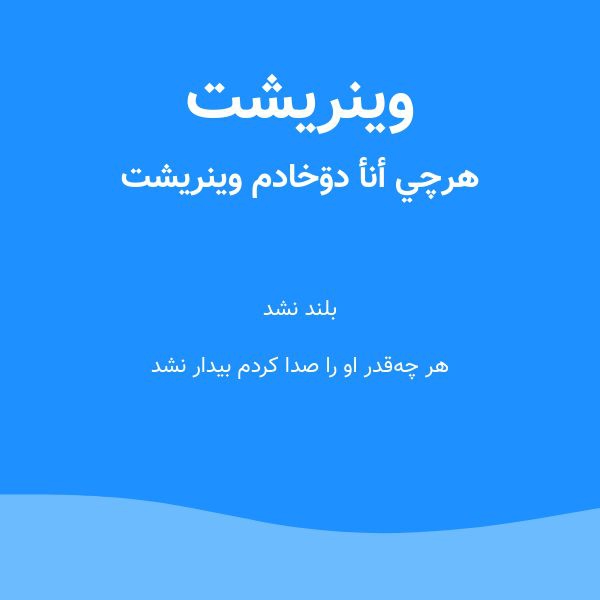 وينريشت
هرچي أنأ دۊخادم وينريشت
بلند نشد
هر چه‌قدر او را صدا کردم بیدار نشد